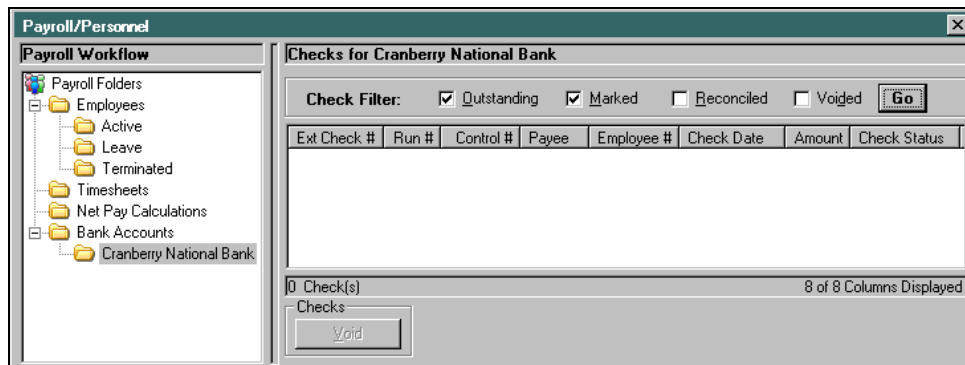 Payroll/Personnel
Payroll Workflow
Payroll Folders
Employees
Active
Leave
Terminated
Timesheets
Net Pay Calculations
Bank Accounts
Cranberry National Bank
Checks for Cranberry National Bank
Check Filter: Outstanding Marked Reconciled Voided Go
Ext Check # Run # Control # Payee Employee # Check Date Amount Check Status
0 Check(s) 8 of 8 Columns Displayed
Checks
Void